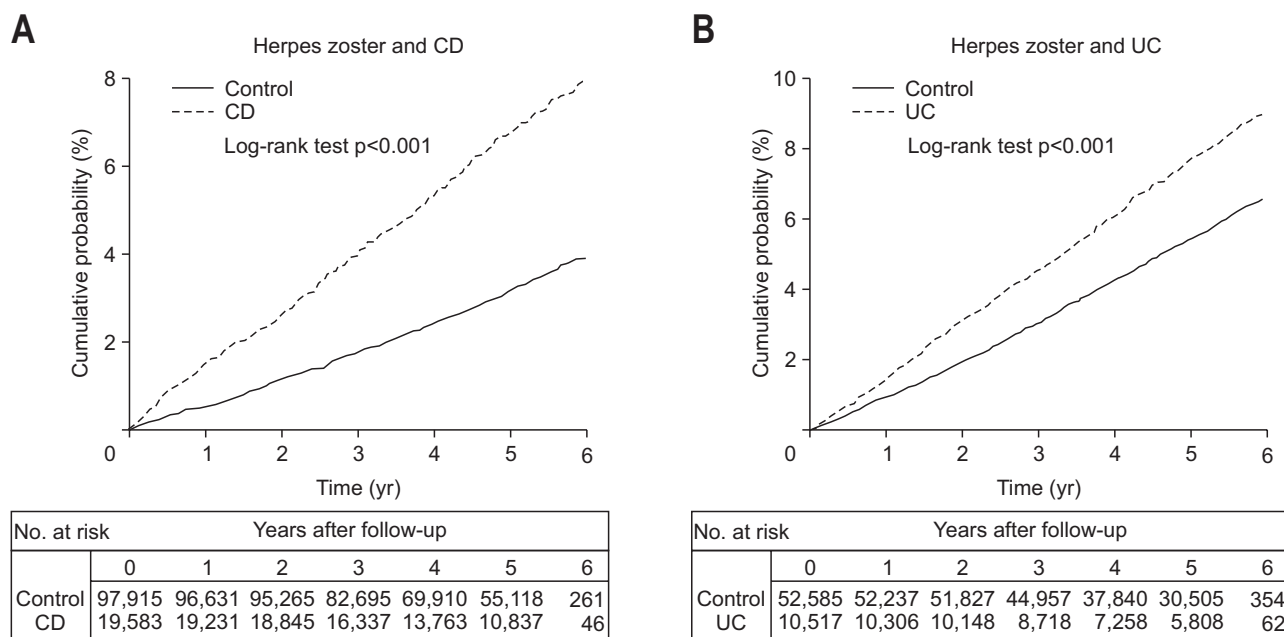 A
Herpes zoster and CD
Control
CD
Log-rank test p<0.001
Cumulative probability (%)
8
6
4
2
0 1 2 3 4 5 6
Time (yr)
No. at risk Years after follow-up
0 1 2 3 4 5 6
Control 97,915 96,631 95,265 82,695 69,910 55,118 261
CD 19,583 19,231 18,845 16,337 13,763 10,837 46
B
Herpes zoster and UC
Control
UC
Log-rank test p<0.001
Cumulative probability (%)
10
8
6
4
2
0 1 2 3 4 5 6
Time (yr)
No. at risk Years after follow-up
0 1 2 3 4 5 6
Control 52,585 52,237 51,827 44,957 37,840 30,505 354
UC 10,517 10,306 10,148 8,718 7,258 5,808 62